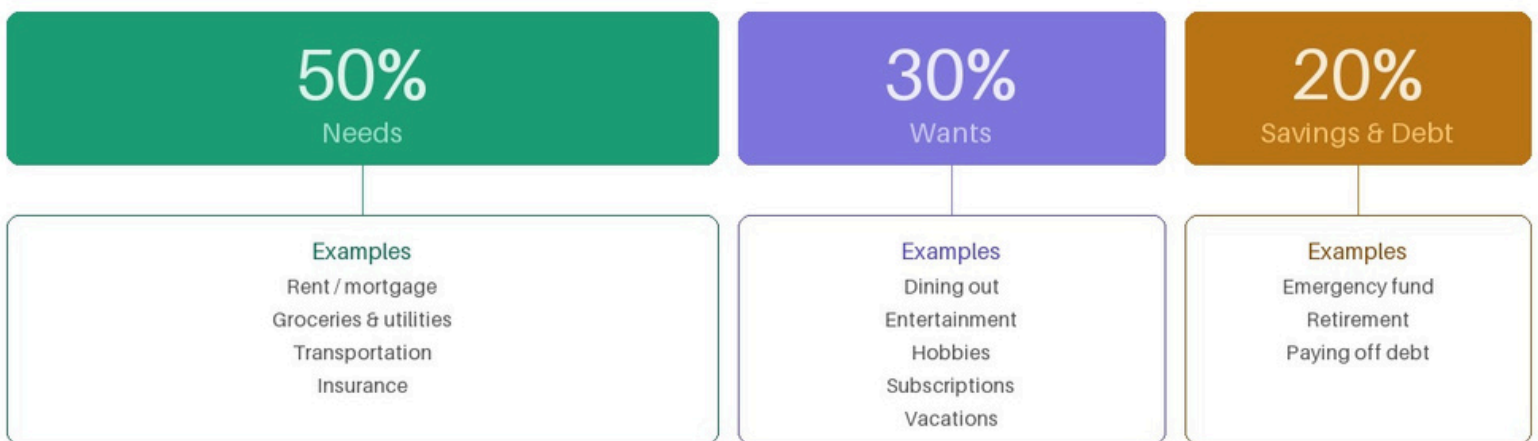 50%
Needs
30%
Wants
20%
Savings & Debt
Examples
Rent / mortgage
Groceries & utilities
Transportation
Insurance
Examples
Dining out
Entertainment
Hobbies
Subscriptions
Vacations
Examples
Emergency fund
Retirement
Paying off debt